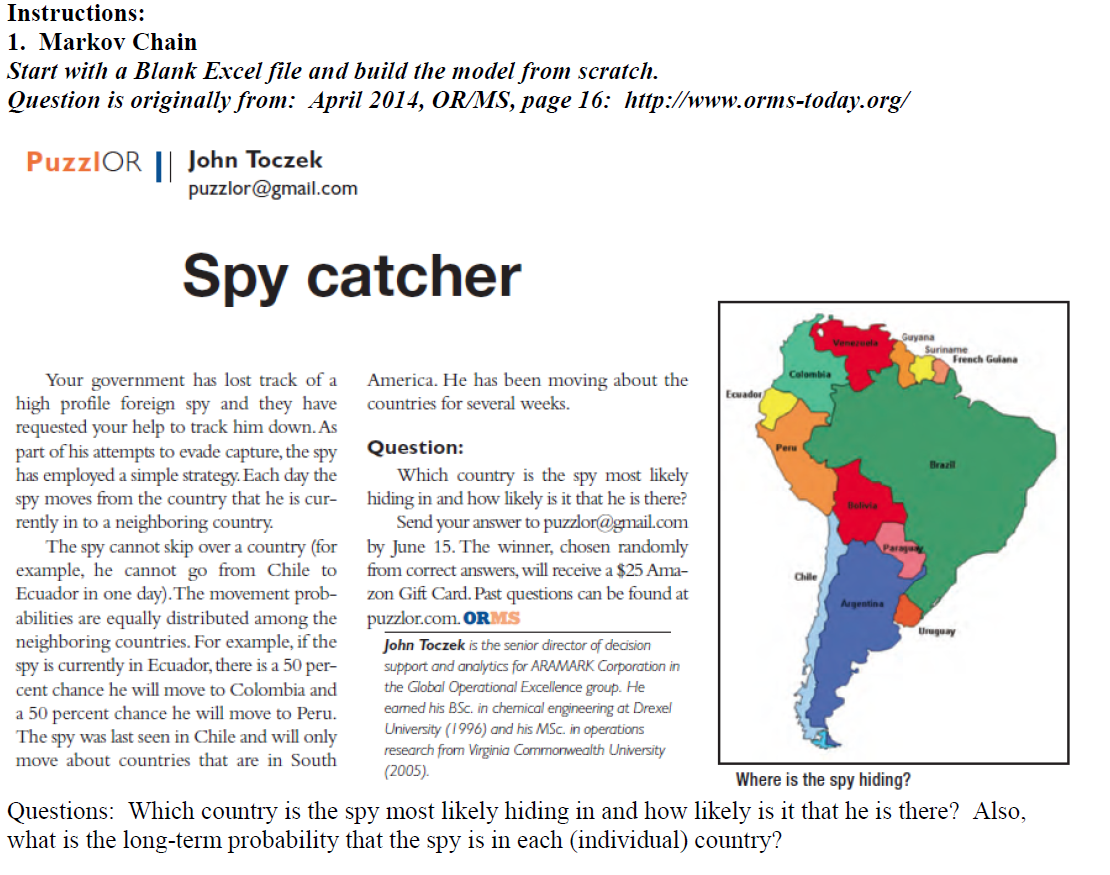 Instructions:
1. Markov Chain
Start with a Blank Excel file and build the model from scratch.
Question is originally from: April 2014, OR/MS, page 16: http://www.orms-today.org/
PuzzlOR || John Toczek
puzzlor@gmail.com
Spy catcher
Your government has lost track of a
high profile foreign spy and they have
requested your help to track him down. As
part of his attempts to evade capture, the spy
has employed a simple strategy. Each day the
spy moves from the country that he is cur-
rently in to a neighboring country.
The spy cannot skip over a country (for
example, he cannot go from Chile to
Ecuador in one day). The movement prob-
abilities are equally distributed among the
neighboring countries. For example, if the
spy is currently in Ecuador, there is a 50 per-
cent chance he will move to Colombia and
a 50 percent chance he will move to Peru.
The spy was last seen in Chile and will only
move about countries that are in South
America. He has been moving about the
countries for several weeks.
Question:
Which country is the spy most likely
hiding in and how likely is it that he is there?
Send your answer to puzzlor@gmail.com
by June 15. The winner, chosen randomly
from correct answers, will receive a $25 Ama-
zon Gift Card. Past questions can be found at
puzzlor.com. ORMS
John Toczek is the senior director of decision
support and analytics for ARAMARK Corporation in
the Global Operational Excellence group. He
earned his BSc. in chemical engineering at Drexel
University (1996) and his MSc. in operations
research from Virginia Commonwealth University
(2005).
Venezuela
Guyana
Suriname
French Guiana
Colombia
Ecuador
Peru
Brazil
Bolivia
Paraguay
Chile
Argentina
Uruguay
Where is the spy hiding?
Questions: Which country is the spy most likely hiding in and how likely is it that he is there? Also,
what is the long-term probability that the spy is in each (individual) country?